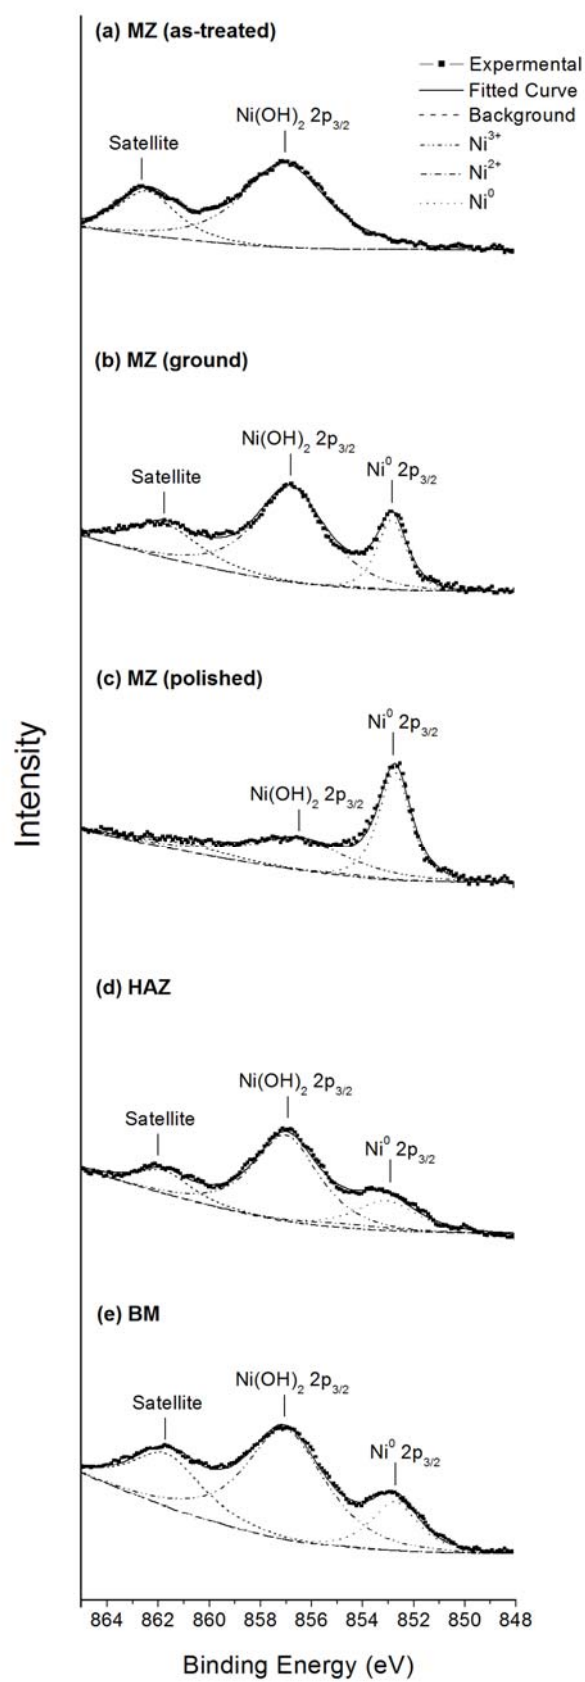 (a) MZ (as-treated)
Expermental
Fitted Curve
Background
Ni³⁺
Ni²⁺
Ni⁰
Ni(OH)₂ 2p₃/₂
Satellite
(b) MZ (ground)
Ni(OH)₂ 2p₃/₂
Satellite
Ni⁰ 2p₃/₂
(c) MZ (polished)
Ni⁰ 2p₃/₂
Ni(OH)₂ 2p₃/₂
Intensity
(d) HAZ
Ni(OH)₂ 2p₃/₂
Satellite
Ni⁰ 2p₃/₂
(e) BM
Ni(OH)₂ 2p₃/₂
Satellite
Ni⁰ 2p₃/₂
864 862 860 858 856 854 852 850 848
Binding Energy (eV)